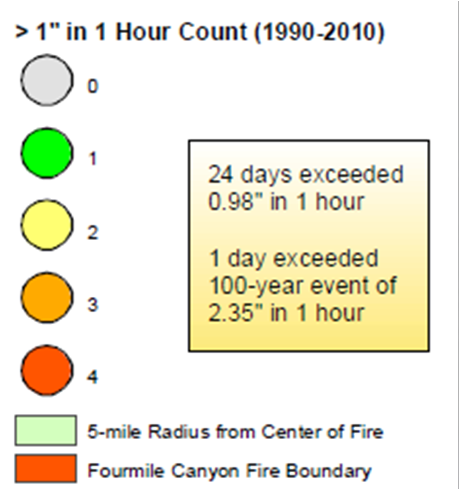 > 1" in 1 Hour Count (1990-2010)
0
1
2
3
4
24 days exceeded
0.98" in 1 hour
1 day exceeded
100-year event of
2.35" in 1 hour
5-mile Radius from Center of Fire
Fourmile Canyon Fire Boundary